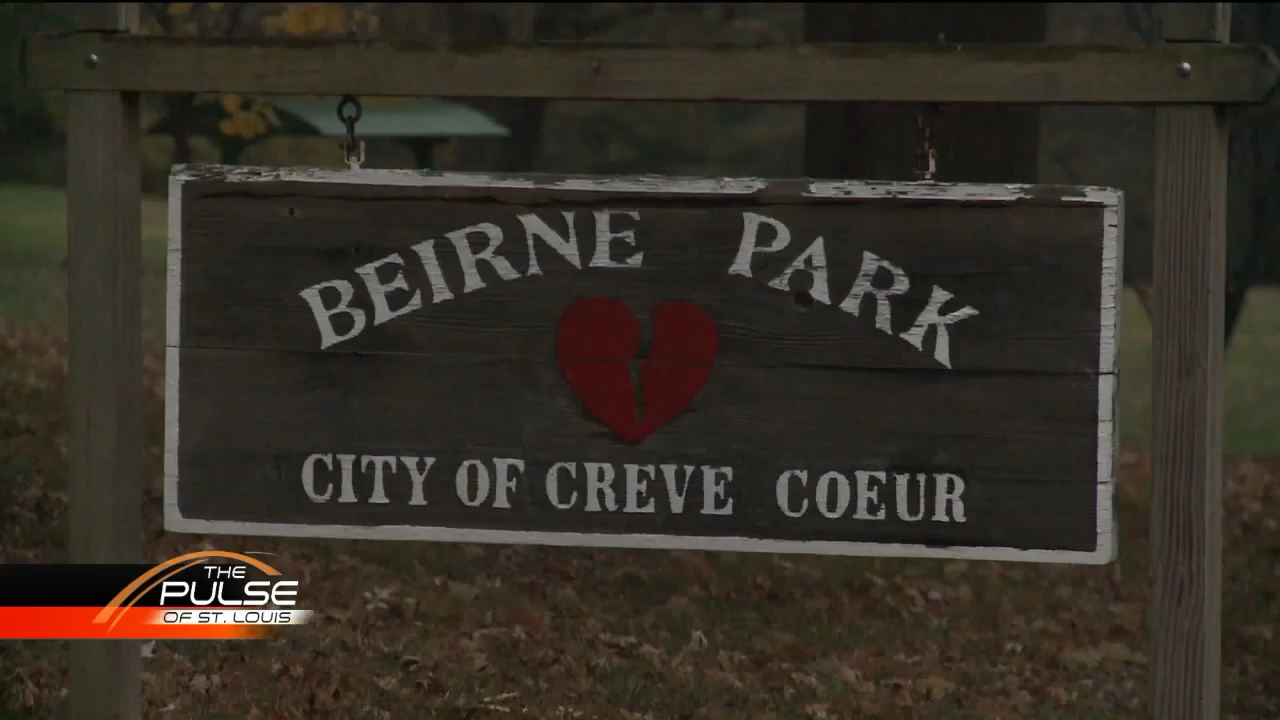 BEIRNE PARK
CITY OF CREVE COEUR
THE
PULSE
OF ST. LOUIS